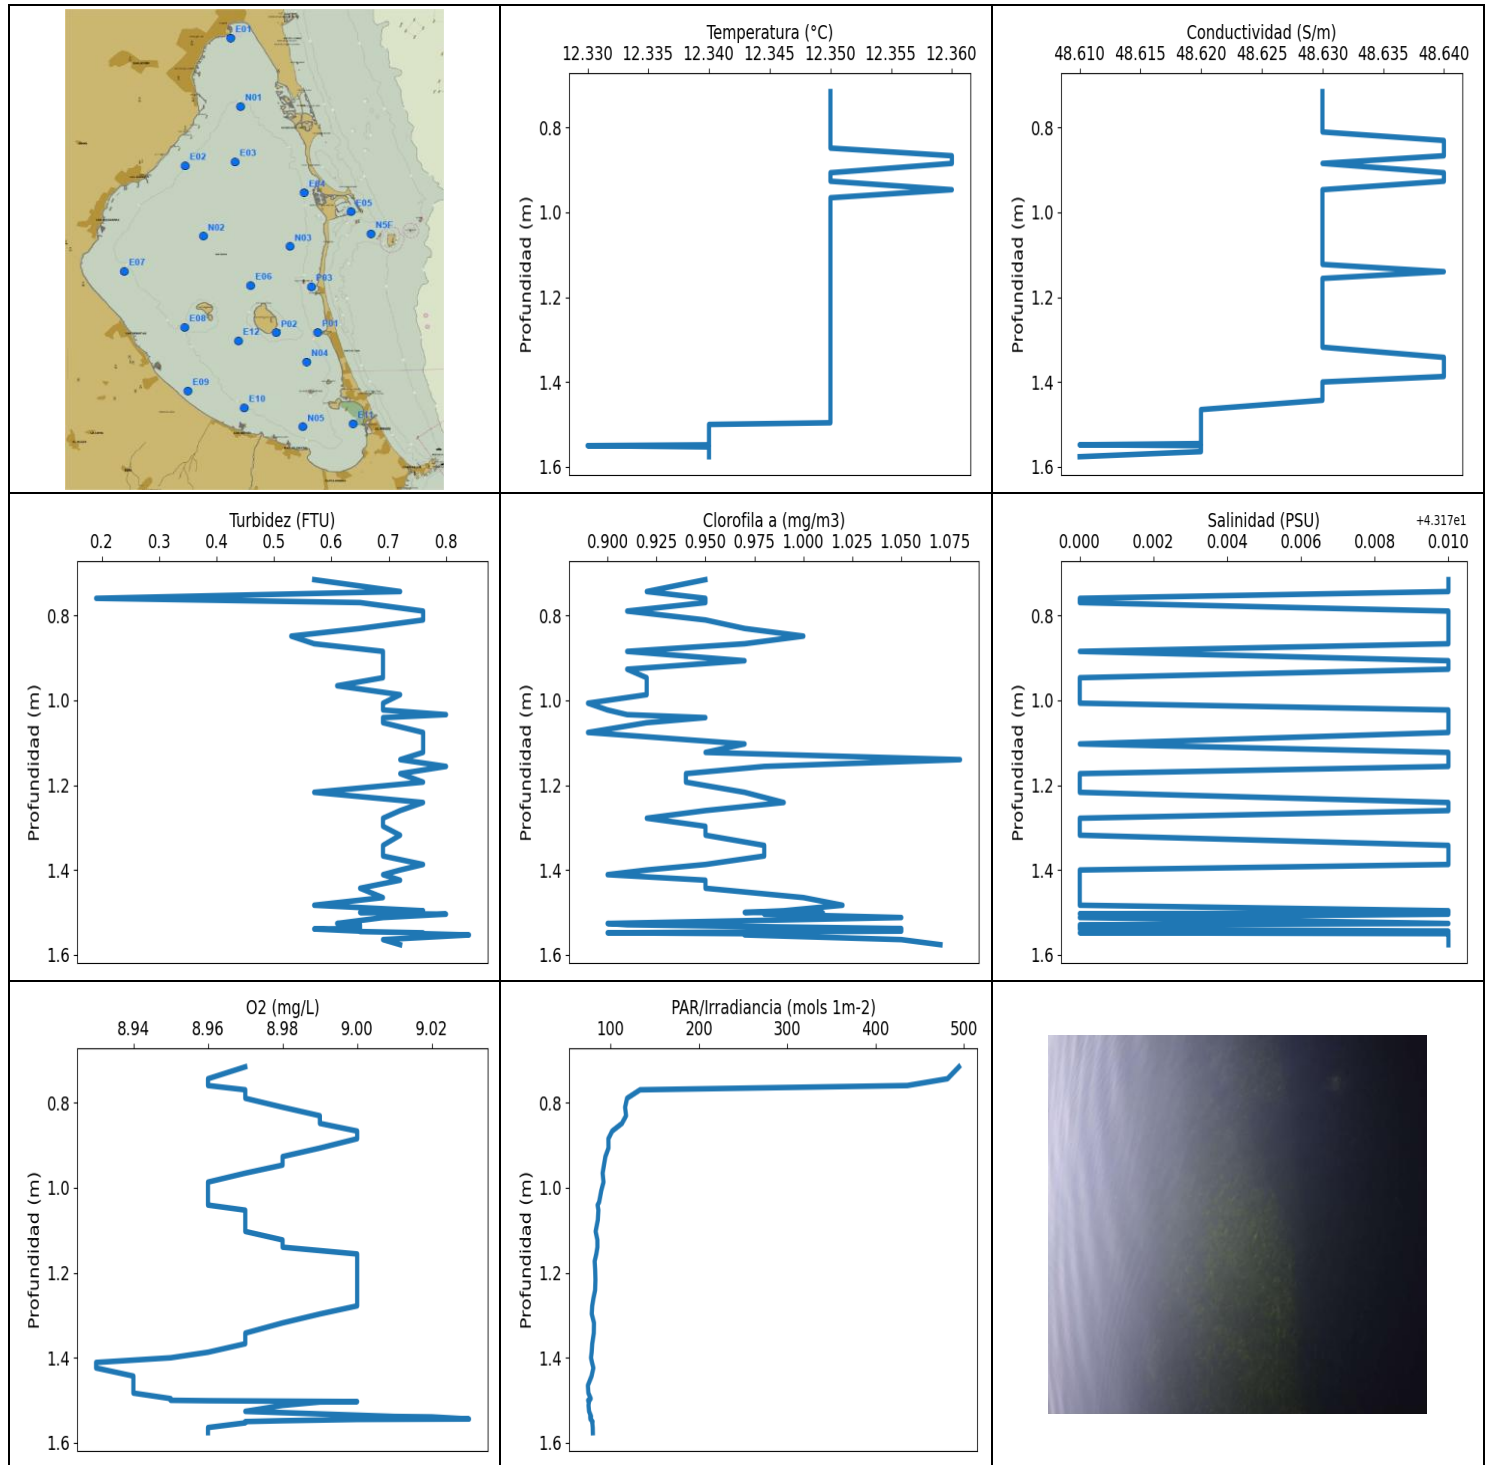 E01
N01
E02
E03
E04
E05
N5F
N02
N03
E07
E06
P03
E08
E12
P02
P01
N04
E09
E10
N05
E11
Temperatura (°C)
12.330 12.335 12.340 12.345 12.350 12.355 12.360
Profundidad (m)
0.8
1.0
1.2
1.4
1.6
Conductividad (S/m)
48.610 48.615 48.620 48.625 48.630 48.635 48.640
Profundidad (m)
0.8
1.0
1.2
1.4
1.6
Turbidez (FTU)
0.2 0.3 0.4 0.5 0.6 0.7 0.8
Profundidad (m)
0.8
1.0
1.2
1.4
1.6
Clorofila a (mg/m3)
0.900 0.925 0.950 0.975 1.000 1.025 1.050 1.075
Profundidad (m)
0.8
1.0
1.2
1.4
1.6
Salinidad (PSU)
+4.317e1
0.000 0.002 0.004 0.006 0.008 0.010
Profundidad (m)
0.8
1.0
1.2
1.4
1.6
O2 (mg/L)
8.94 8.96 8.98 9.00 9.02
Profundidad (m)
0.8
1.0
1.2
1.4
1.6
PAR/Irradiancia (mols 1m-2)
100 200 300 400 500
Profundidad (m)
0.8
1.0
1.2
1.4
1.6